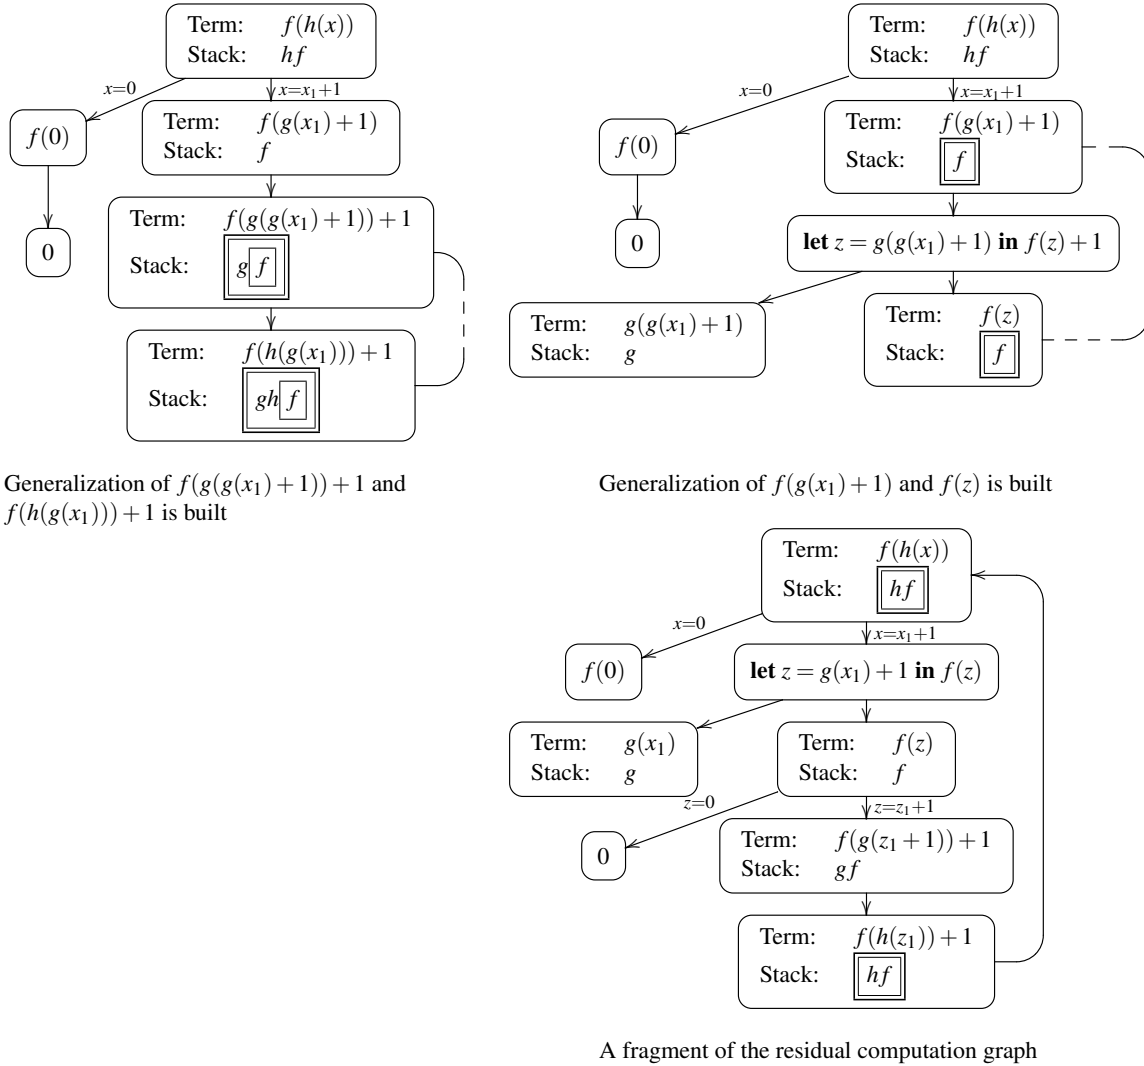 Term: f(h(x))
Stack: hf
x=0
x=x₁+1
f(0)
Term: f(g(x₁)+1)
Stack: f
0
Term: f(g(g(x₁)+1))+1
Stack: g f
Term: f(h(g(x₁)))+1
Stack: gh f
Generalization of f(g(g(x₁)+1))+1 and
f(h(g(x₁)))+1 is built
Term: f(h(x))
Stack: hf
x=0
x=x₁+1
f(0)
Term: f(g(x₁)+1)
Stack: f
0
let z = g(g(x₁)+1) in f(z)+1
Term: g(g(x₁)+1)
Stack: g
Term: f(z)
Stack: f
Generalization of f(g(x₁)+1) and f(z) is built
Term: f(h(x))
Stack: hf
x=0
x=x₁+1
f(0)
let z = g(x₁)+1 in f(z)
Term: g(x₁)
Stack: g
Term: f(z)
Stack: f
z=0
z=z₁+1
0
Term: f(g(z₁+1))+1
Stack: gf
Term: f(h(z₁))+1
Stack: hf
A fragment of the residual computation graph